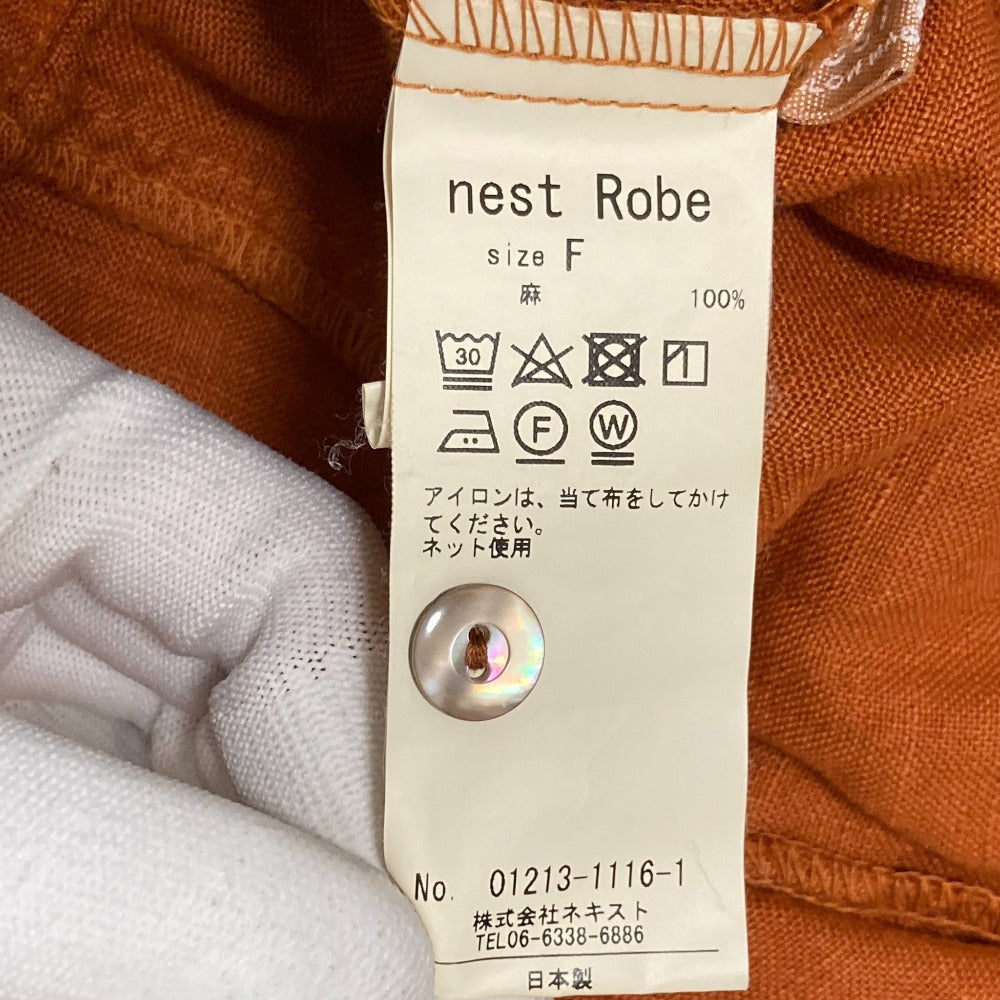 nest Robe
size F
麻 100%
30
F W
アイロンは、当て布をしてかけ
てください。
ネット使用
No. 01213-1116-1
株式会社ネキスト
TEL06-6338-6886
日本製